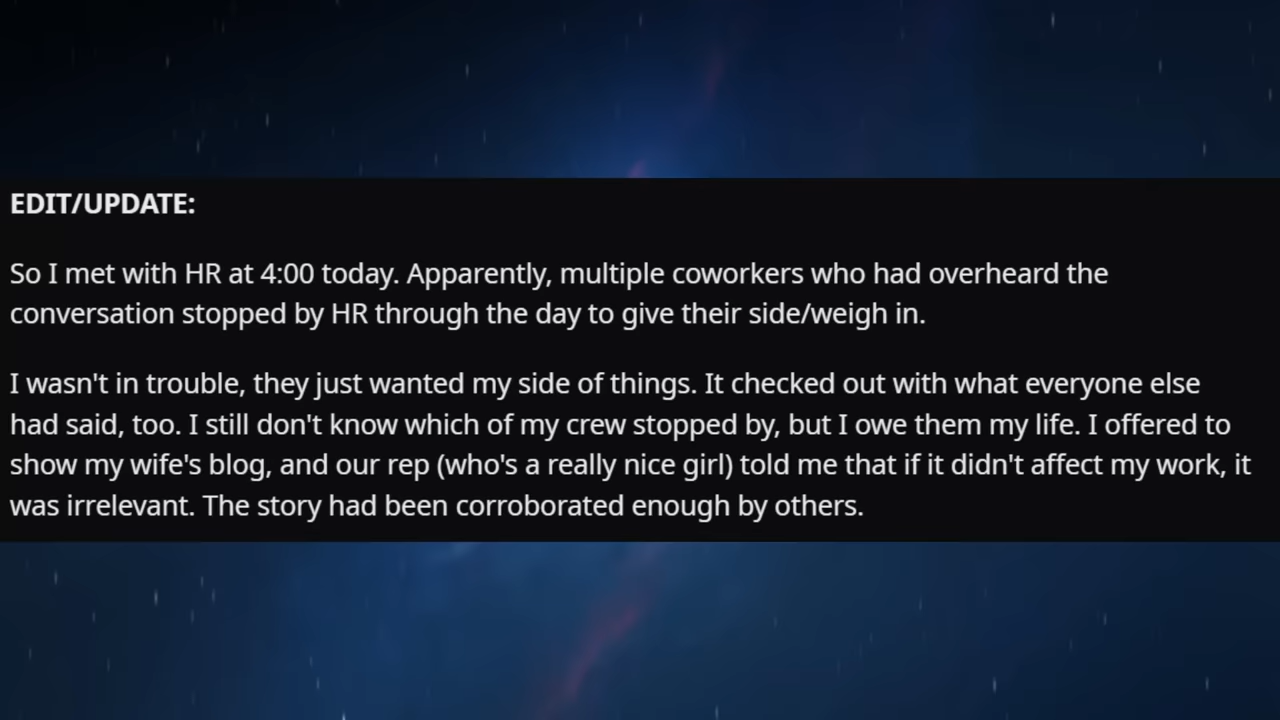 EDIT/UPDATE:
So I met with HR at 4:00 today. Apparently, multiple coworkers who had overheard the
conversation stopped by HR through the day to give their side/weigh in.
I wasn't in trouble, they just wanted my side of things. It checked out with what everyone else
had said, too. I still don't know which of my crew stopped by, but I owe them my life. I offered to
show my wife's blog, and our rep (who's a really nice girl) told me that if it didn't affect my work, it
was irrelevant. The story had been corroborated enough by others.